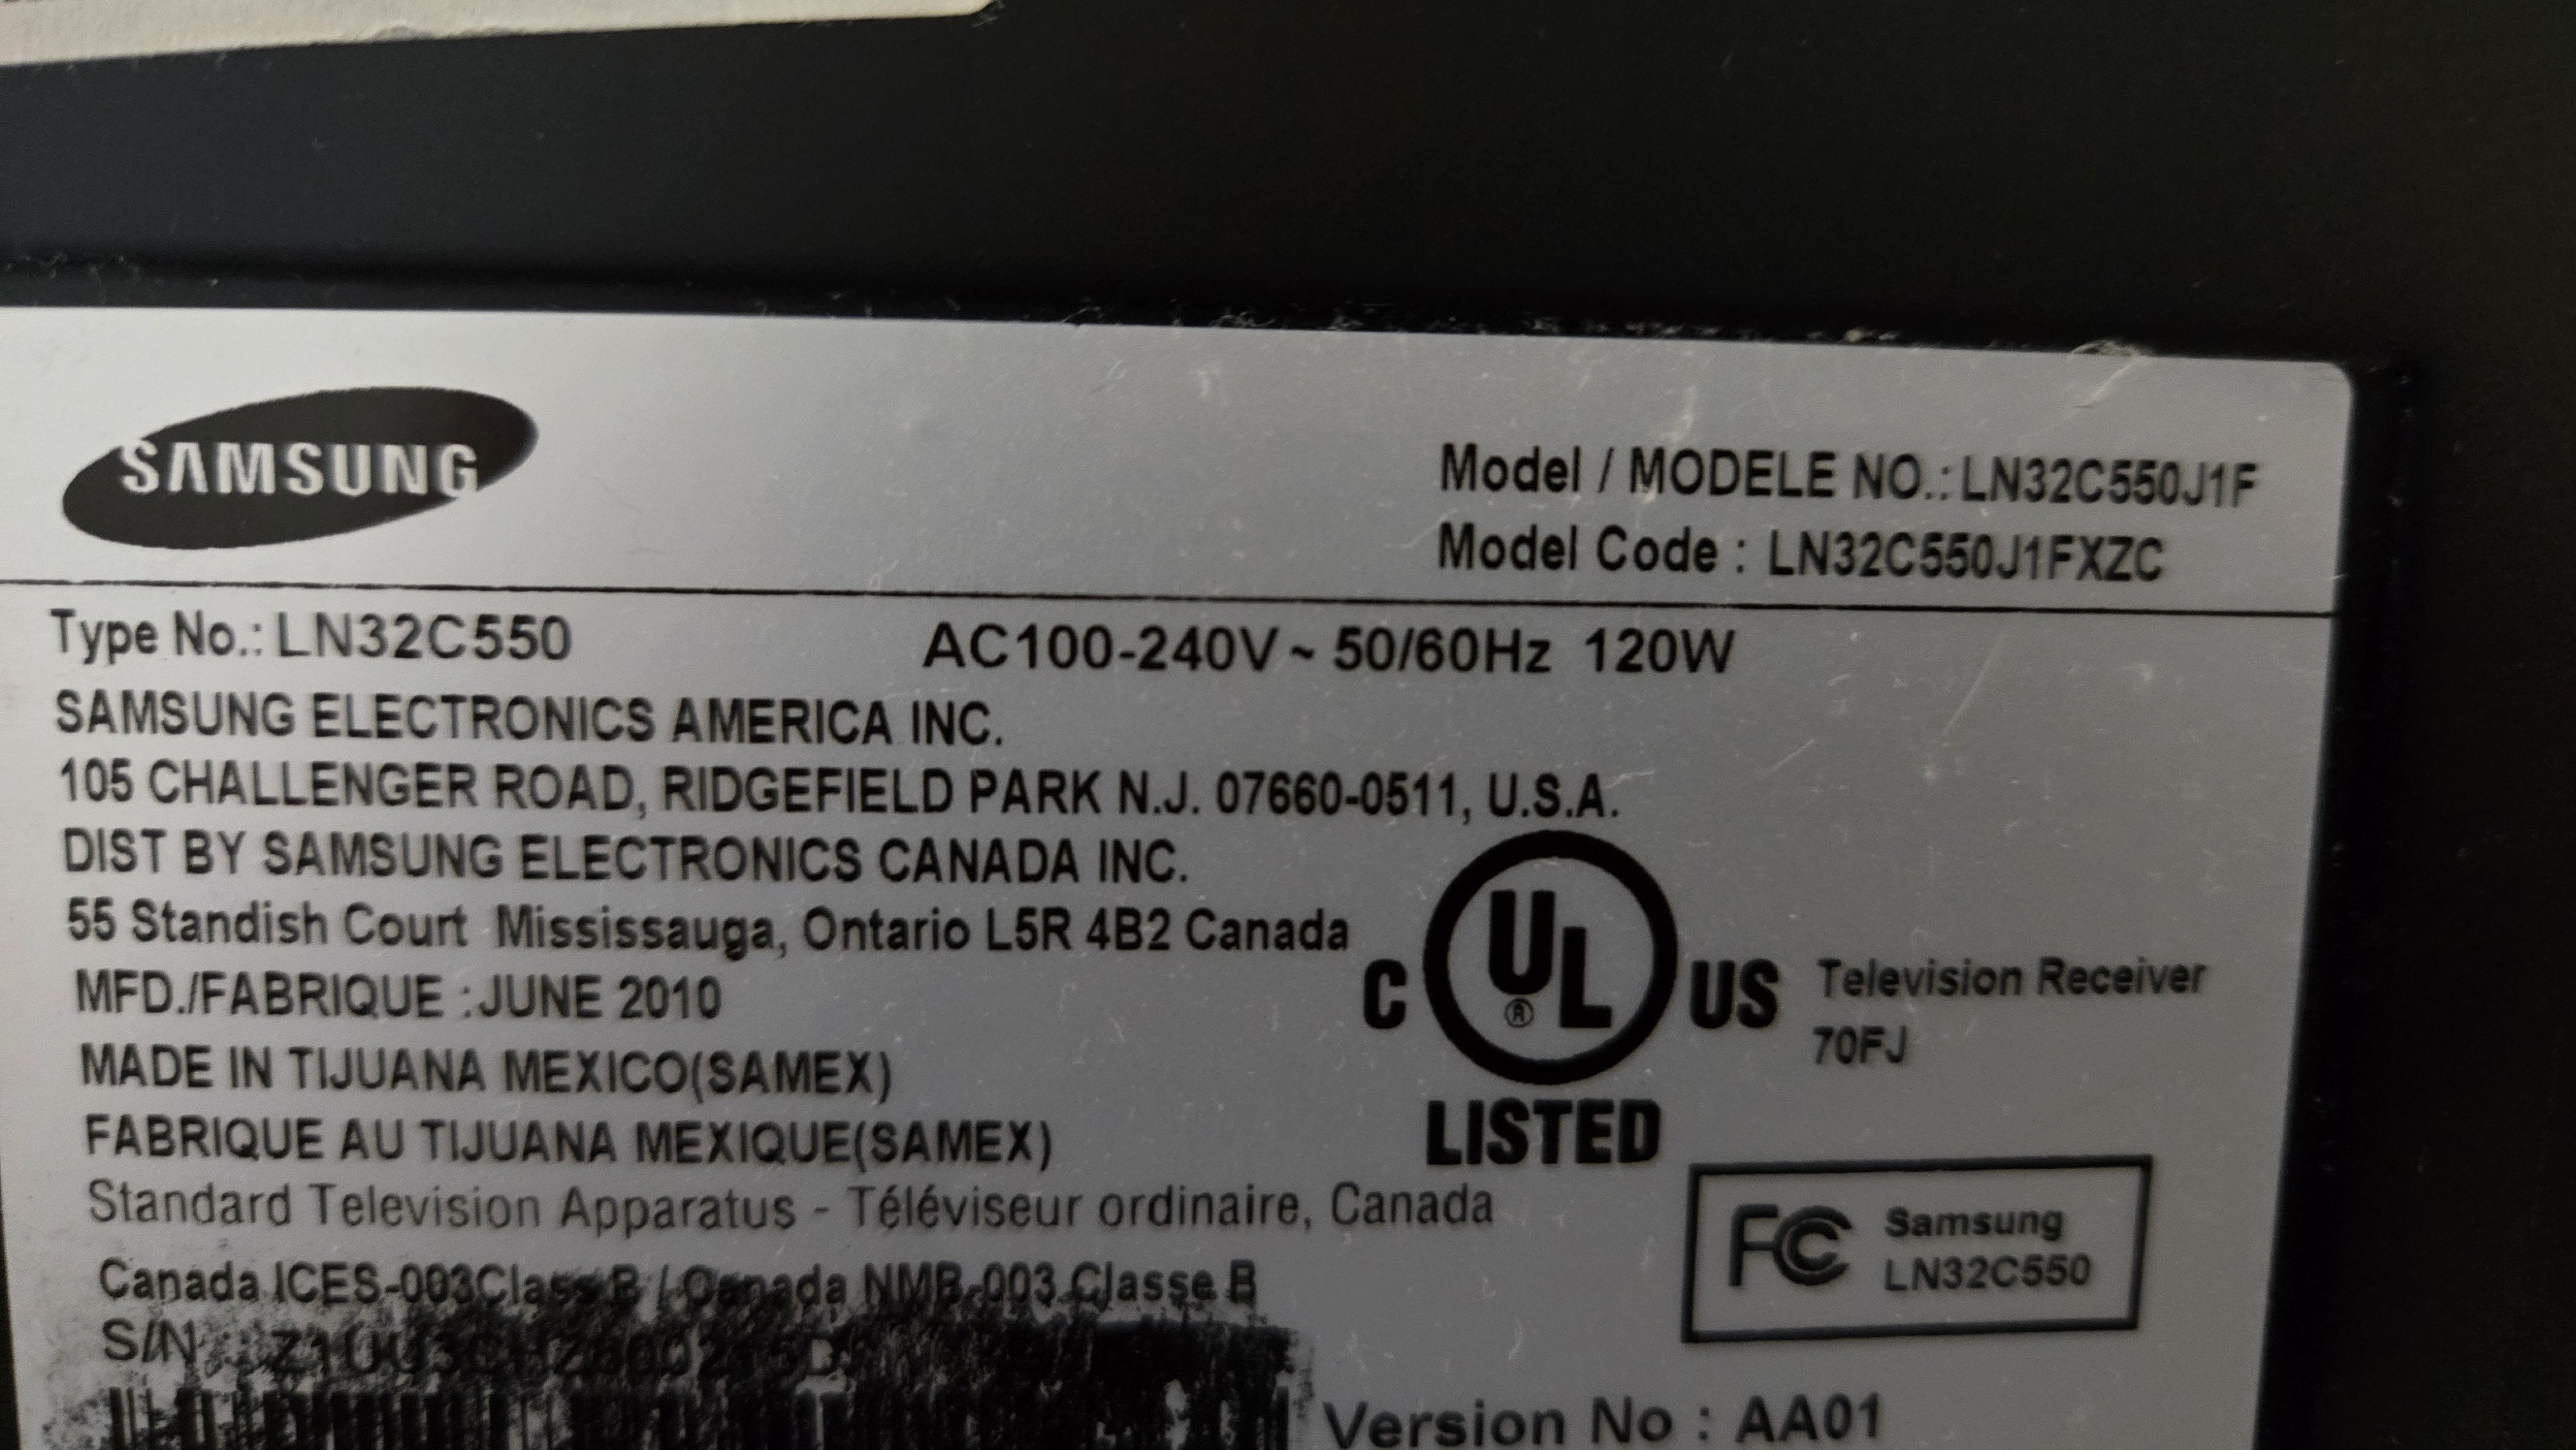 SAMSUNG
Model / MODELE NO.: LN32C550J1F
Model Code : LN32C550J1FXZC
Type No.: LN32C550 AC100-240V ~ 50/60Hz 120W
SAMSUNG ELECTRONICS AMERICA INC.
105 CHALLENGER ROAD, RIDGEFIELD PARK N.J. 07660-0511, U.S.A.
DIST BY SAMSUNG ELECTRONICS CANADA INC.
55 Standish Court Mississauga, Ontario L5R 4B2 Canada
MFD./FABRIQUE : JUNE 2010
MADE IN TIJUANA MEXICO(SAMEX)
FABRIQUE AU TIJUANA MEXIQUE(SAMEX)
Standard Television Apparatus - Téléviseur ordinaire, Canada
Canada ICES-003Class B / Canada NMB-003 Classe B
S/N :
C UL ® US
LISTED
Television Receiver
70FJ
FC Samsung
LN32C550
Version No : AA01